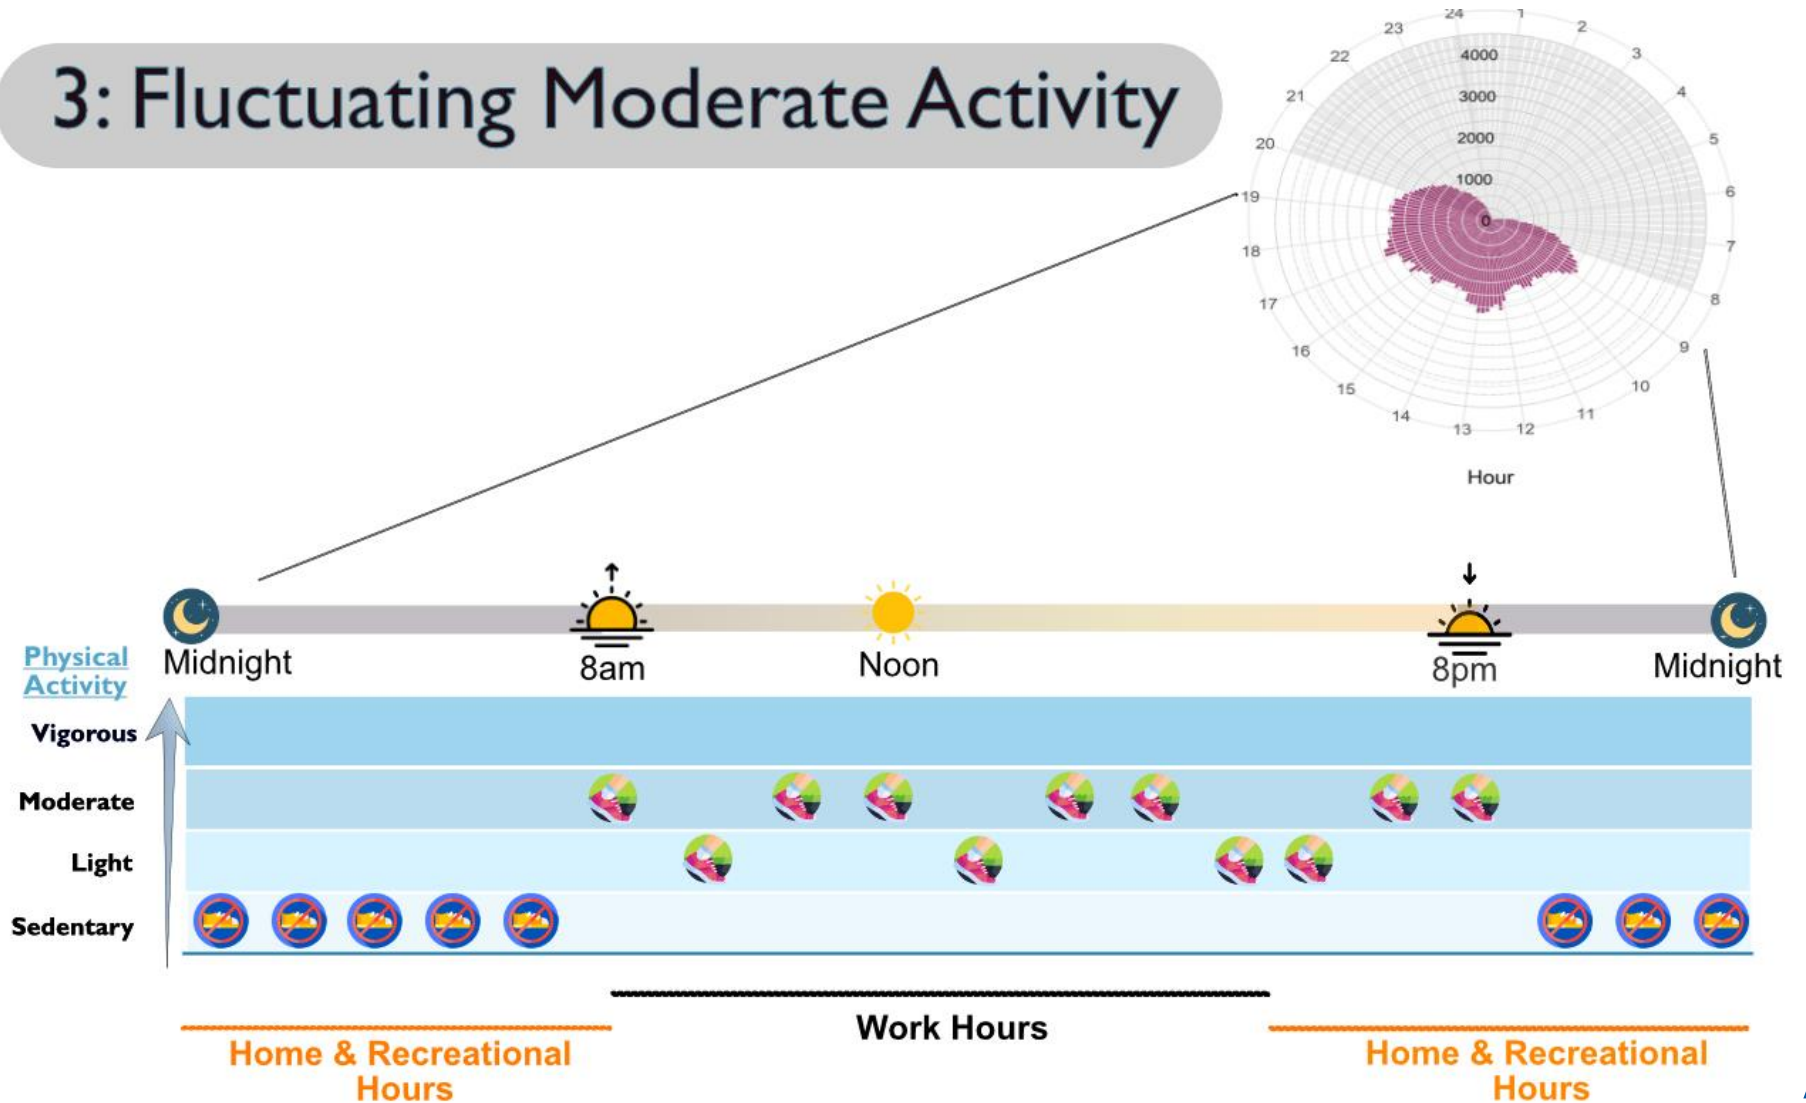 3: Fluctuating Moderate Activity
24
1
2
3
4
5
6
7
8
9
10
11
12
13
14
15
16
17
18
19
20
21
22
23
4000
3000
2000
1000
0
Hour
Midnight
8am
Noon
8pm
Midnight
Physical
Activity
Vigorous
Moderate
Light
Sedentary
Work Hours
Home & Recreational
Hours
Home & Recreational
Hours